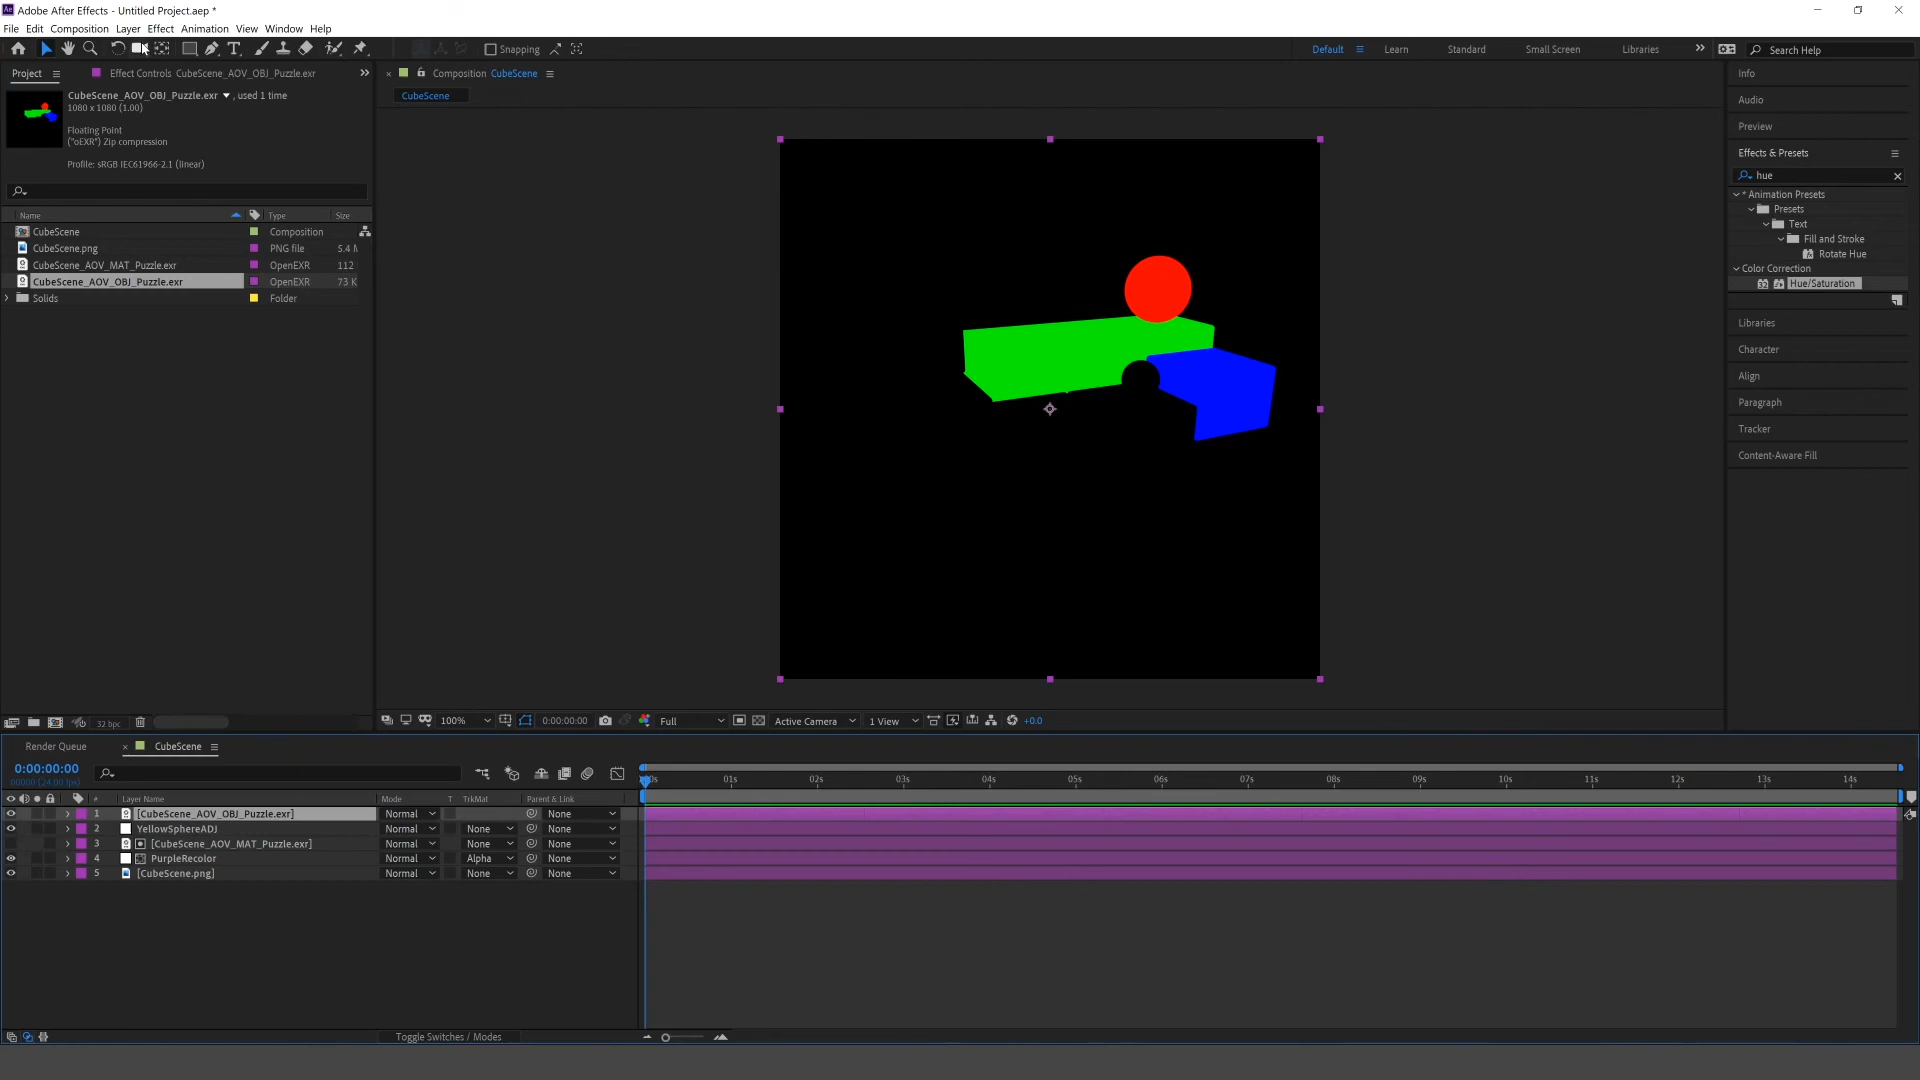 Adobe After Effects - Untitled Project.aep *
File Edit Composition Layer Effect Animation View Window Help
Snapping Default Learn Standard Small Screen Libraries Search Help
Project Effect Controls CubeScene_AOV_OBJ_Puzzle.exr
CubeScene_AOV_OBJ_Puzzle.exr , used 1 time
1080 x 1080 (1.00)
Floating Point
("oEXR") Zip compression
Profile: sRGB IEC61966-2.1 (linear)
Name Type Size
CubeScene Composition
CubeScene.png PNG file 5.4 M
CubeScene_AOV_MAT_Puzzle.exr OpenEXR 112
CubeScene_AOV_OBJ_Puzzle.exr OpenEXR 73 K
Solids Folder
32 bpc
Composition CubeScene
CubeScene
100% 0:00:00:00 Full Active Camera 1 View +0.0
Info
Audio
Preview
Effects & Presets
hue
* Animation Presets
Presets
Text
Fill and Stroke
Rotate Hue
Color Correction
32 Hue/Saturation
Libraries
Character
Align
Paragraph
Tracker
Content-Aware Fill
Render Queue CubeScene
0:00:00:00
00000 (24.00 fps)
00s 01s 02s 03s 04s 05s 06s 07s 08s 09s 10s 11s 12s 13s 14s
# Layer Name Mode T TrkMat Parent & Link
1 [CubeScene_AOV_OBJ_Puzzle.exr] Normal None
2 YellowSphereADJ Normal None None
3 [CubeScene_AOV_MAT_Puzzle.exr] Normal None None
4 PurpleRecolor Normal Alpha None
5 [CubeScene.png] Normal None None
Toggle Switches / Modes